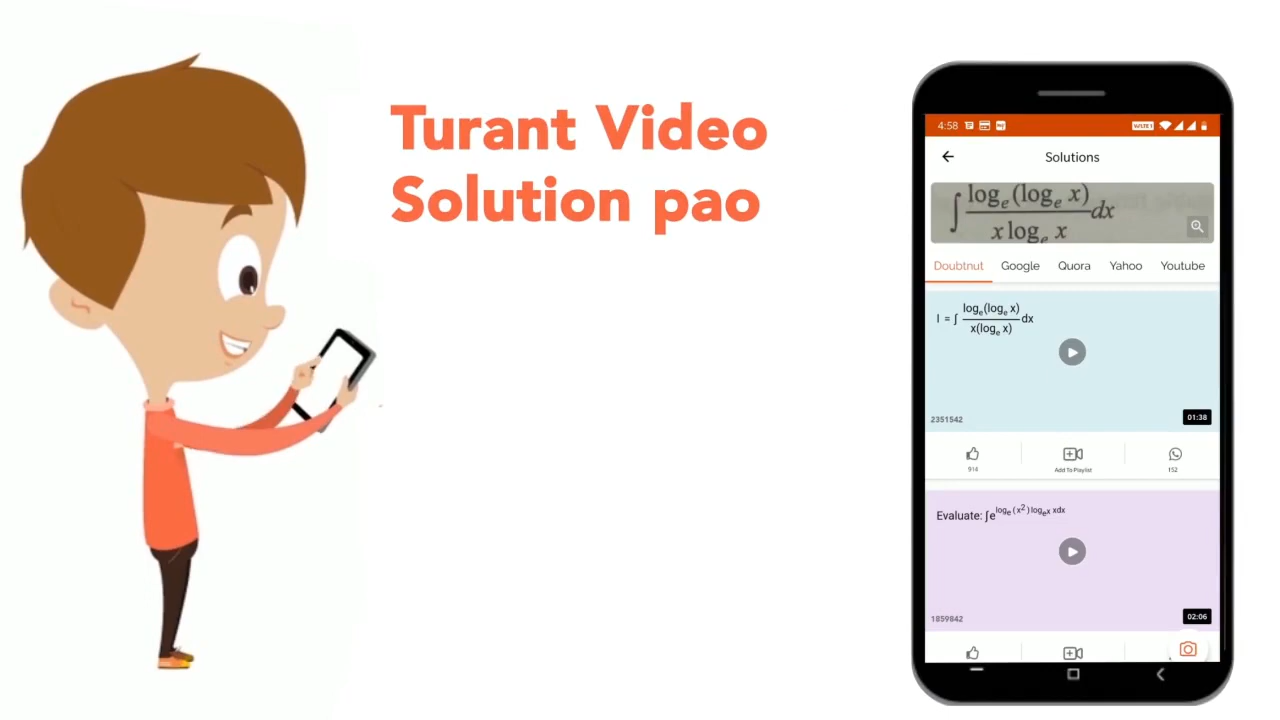 Turant Video
Solution pao
4:58
VoLTE1
Solutions
∫ logₑ(logₑ x) / x logₑ x dx
Doubtnut Google Quora Yahoo Youtube
I = ∫ logₑ(logₑ x) / x(logₑ x) dx
2351542
01:38
914
Add To Playlist
152
Evaluate: ∫e^logₑ(x²)logₑx xdx
1859842
02:06